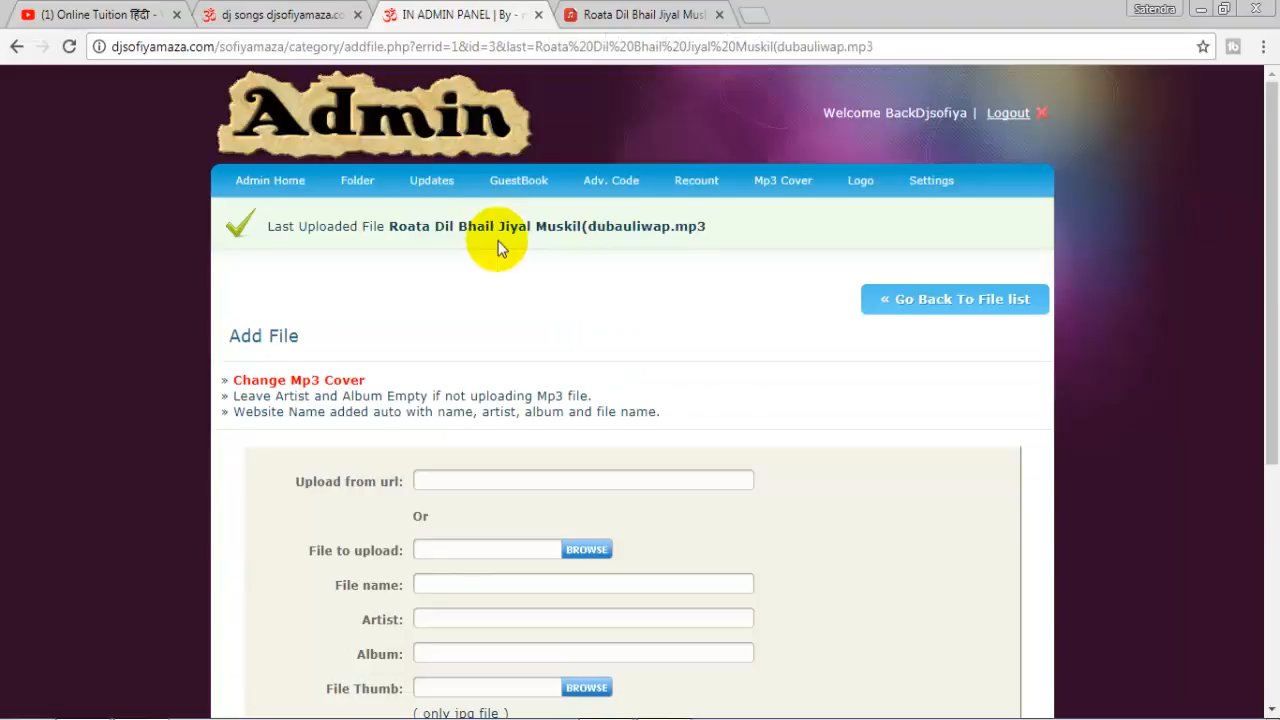 (1) Online Tuition हिंदी -
dj songs djsofiyamaza.co
IN ADMIN PANEL | By -
Roata Dil Bhail Jiyal Mus
Satendra
djsofiyamaza.com/sofiyamaza/category/addfile.php?errid=1&id=3&last=Roata%20Dil%20Bhail%20Jiyal%20Muskil(dubauliwap.mp3
Admin
Welcome BackDjsofiya | Logout
Admin Home Folder Updates GuestBook Adv. Code Recount Mp3 Cover Logo Settings
Last Uploaded File Roata Dil Bhail Jiyal Muskil(dubauliwap.mp3
« Go Back To File list
Add File
» Change Mp3 Cover
» Leave Artist and Album Empty if not uploading Mp3 file.
» Website Name added auto with name, artist, album and file name.
Upload from url:
Or
File to upload: BROWSE
File name:
Artist:
Album:
File Thumb: BROWSE
( only jpg file )